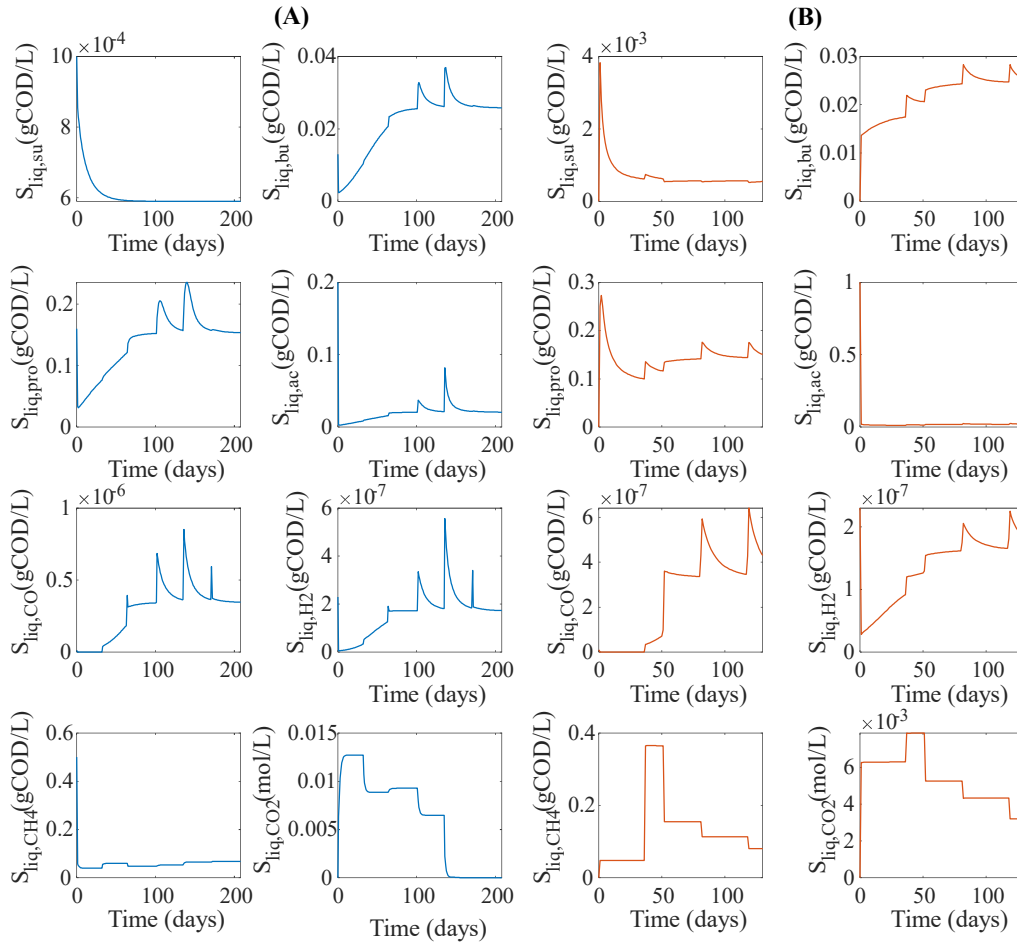 (A) (B)
×10⁻⁴ ×10⁻³
S_liq,su(gCOD/L) 10 8 6 0 100 200 Time (days)
S_liq,bu(gCOD/L) 0.04 0.02 0 0 100 200 Time (days)
S_liq,su(gCOD/L) 4 2 0 0 50 100 Time (days)
S_liq,bu(gCOD/L) 0.03 0.02 0.01 0 0 50 100 Time (days)
S_liq,pro(gCOD/L) 0.2 0.1 0 0 100 200 Time (days)
S_liq,ac(gCOD/L) 0.2 0.1 0 0 100 200 Time (days)
S_liq,pro(gCOD/L) 0.3 0.2 0.1 0 0 50 100 Time (days)
S_liq,ac(gCOD/L) 1 0.5 0 0 50 100 Time (days)
S_liq,CO(gCOD/L) ×10⁻⁶ 1 0.5 0 0 100 200 Time (days)
S_liq,H2(gCOD/L) ×10⁻⁷ 6 4 2 0 0 100 200 Time (days)
S_liq,CO(gCOD/L) ×10⁻⁷ 6 4 2 0 0 50 100 Time (days)
S_liq,H2(gCOD/L) ×10⁻⁷ 2 1 0 0 50 100 Time (days)
S_liq,CH4(gCOD/L) 0.6 0.4 0.2 0 0 100 200 Time (days)
S_liq,CO2(mol/L) 0.015 0.01 0.005 0 0 100 200 Time (days)
S_liq,CH4(gCOD/L) 0.4 0.2 0 0 50 100 Time (days)
S_liq,CO2(mol/L) ×10⁻³ 6 4 2 0 0 50 100 Time (days)